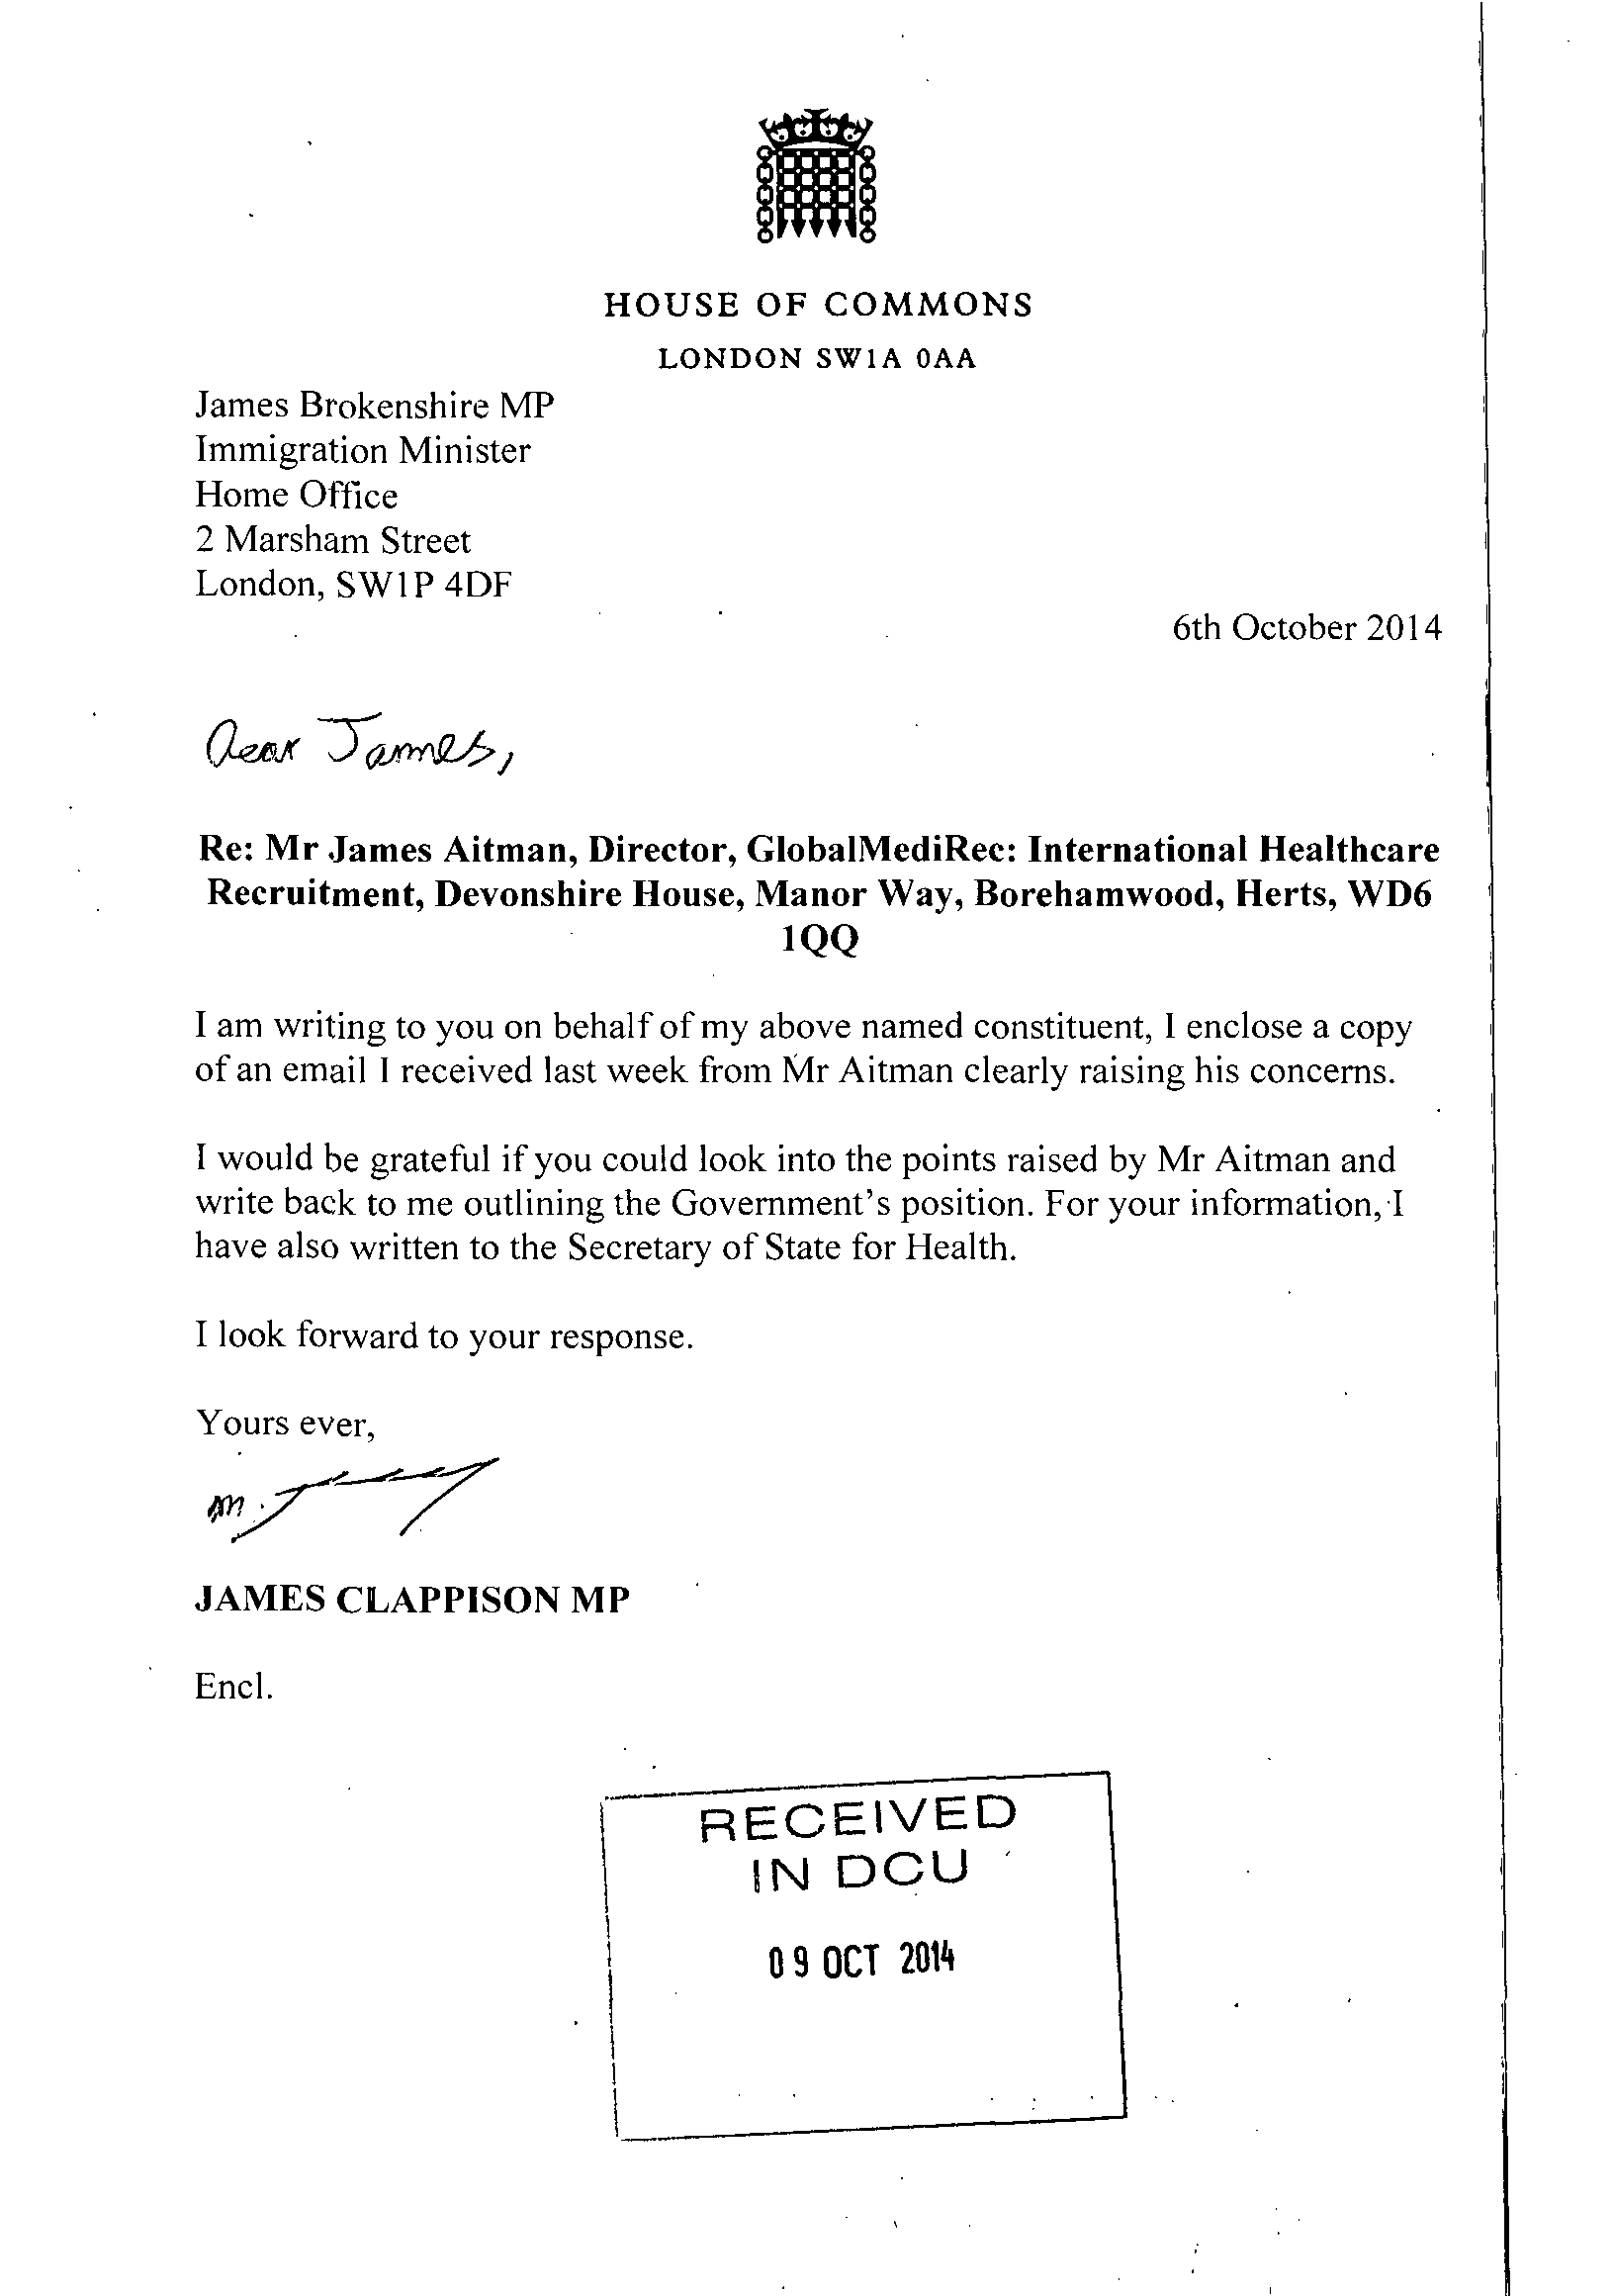 HOUSE OF COMMONS
LONDON SW1A 0AA
James Brokenshire MP
Immigration Minister
Home Office
2 Marsham Street
London, SW1P 4DF
6th October 2014
Dear James,
Re: Mr James Aitman, Director, GlobalMediRec: International Healthcare
Recruitment, Devonshire House, Manor Way, Borehamwood, Herts, WD6
1QQ
I am writing to you on behalf of my above named constituent, I enclose a copy
of an email I received last week from Mr Aitman clearly raising his concerns.
I would be grateful if you could look into the points raised by Mr Aitman and
write back to me outlining the Government's position. For your information, I
have also written to the Secretary of State for Health.
I look forward to your response.
Yours ever,
JAMES CLAPPISON MP
Encl.
RECEIVED
IN DCU
09 OCT 2014